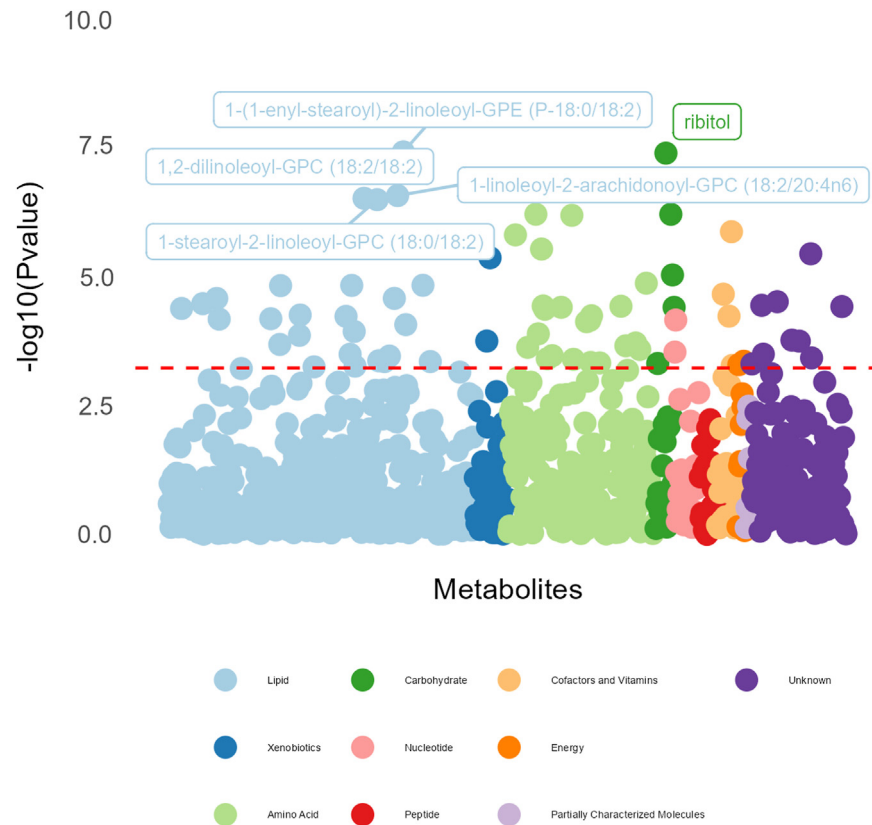 10.0
1-(1-enyl-stearoyl)-2-linoleoyl-GPE (P-18:0/18:2)
ribitol
7.5
1,2-dilinoleoyl-GPC (18:2/18:2)
1-linoleoyl-2-arachidonoyl-GPC (18:2/20:4n6)
1-stearoyl-2-linoleoyl-GPC (18:0/18:2)
5.0
-log10(Pvalue)
2.5
0.0
Metabolites
Lipid
Carbohydrate
Cofactors and Vitamins
Unknown
Xenobiotics
Nucleotide
Energy
Amino Acid
Peptide
Partially Characterized Molecules